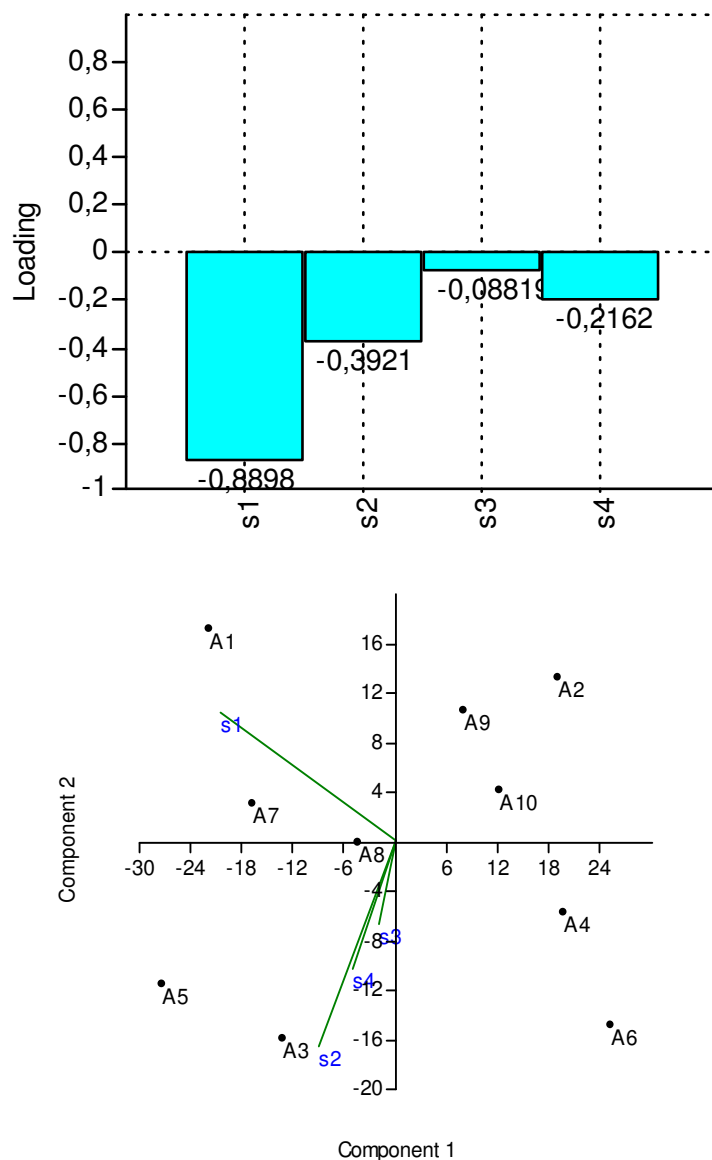 0,8
0,6
0,4
0,2
0
-0,2
-0,4
-0,6
-0,8
-1
Loading
-0,8898
-0,3921
-0,08819
-0,2162
s1
s2
s3
s4
16
12
8
4
-4
-8
-12
-16
-20
-30 -24 -18 -12 -6 6 12 18 24
Component 2
A1
A2
s1
A9
A7
A10
A8
s3
A4
s4
A5
A3
s2
A6
Component 1